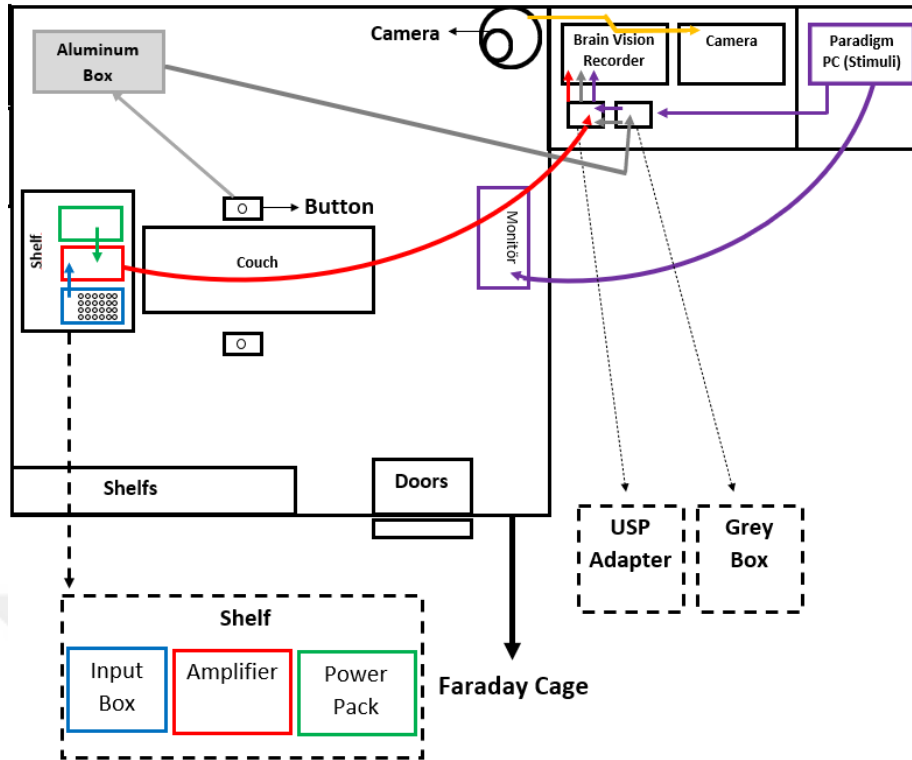 Aluminum
Box
Camera
Brain Vision
Recorder
Camera
Paradigm
PC (Stimuli)
Button
Shelf
Couch
Monitör
Shelfs
Doors
USP
Adapter
Grey
Box
Shelf
Input
Box
Amplifier
Power
Pack
Faraday Cage